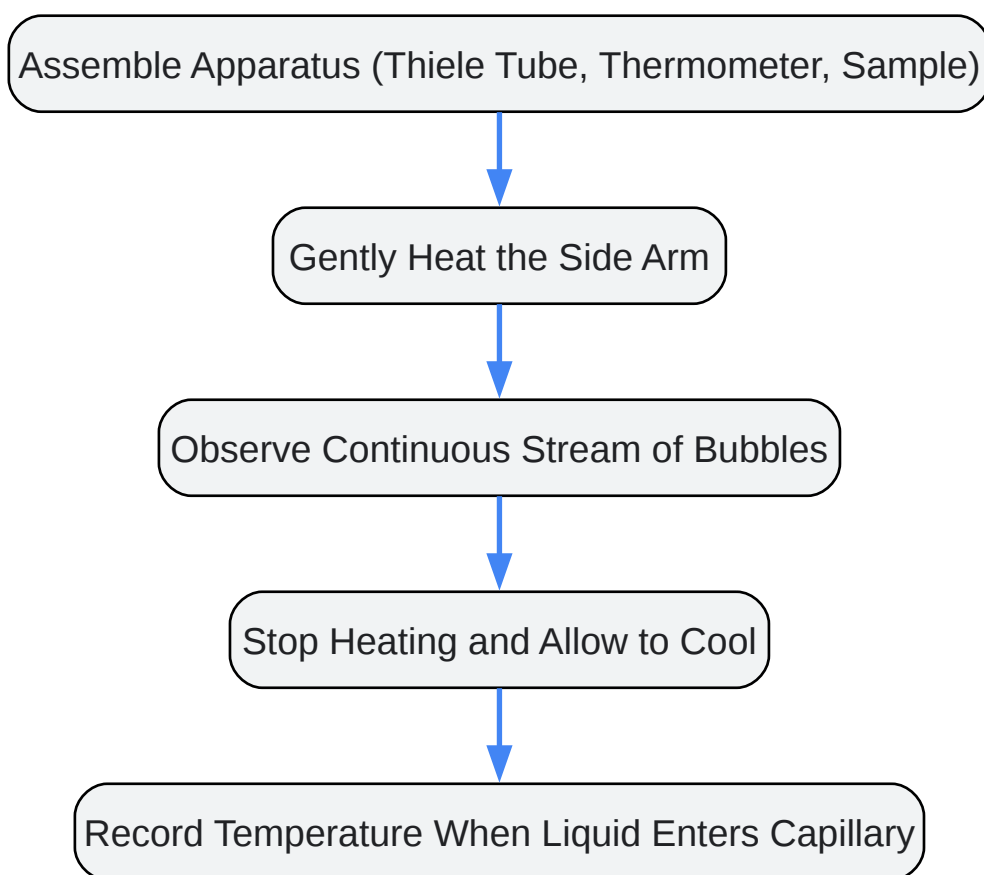 Assemble Apparatus (Thiele Tube, Thermometer, Sample)
Gently Heat the Side Arm
Observe Continuous Stream of Bubbles
Stop Heating and Allow to Cool
Record Temperature When Liquid Enters Capillary